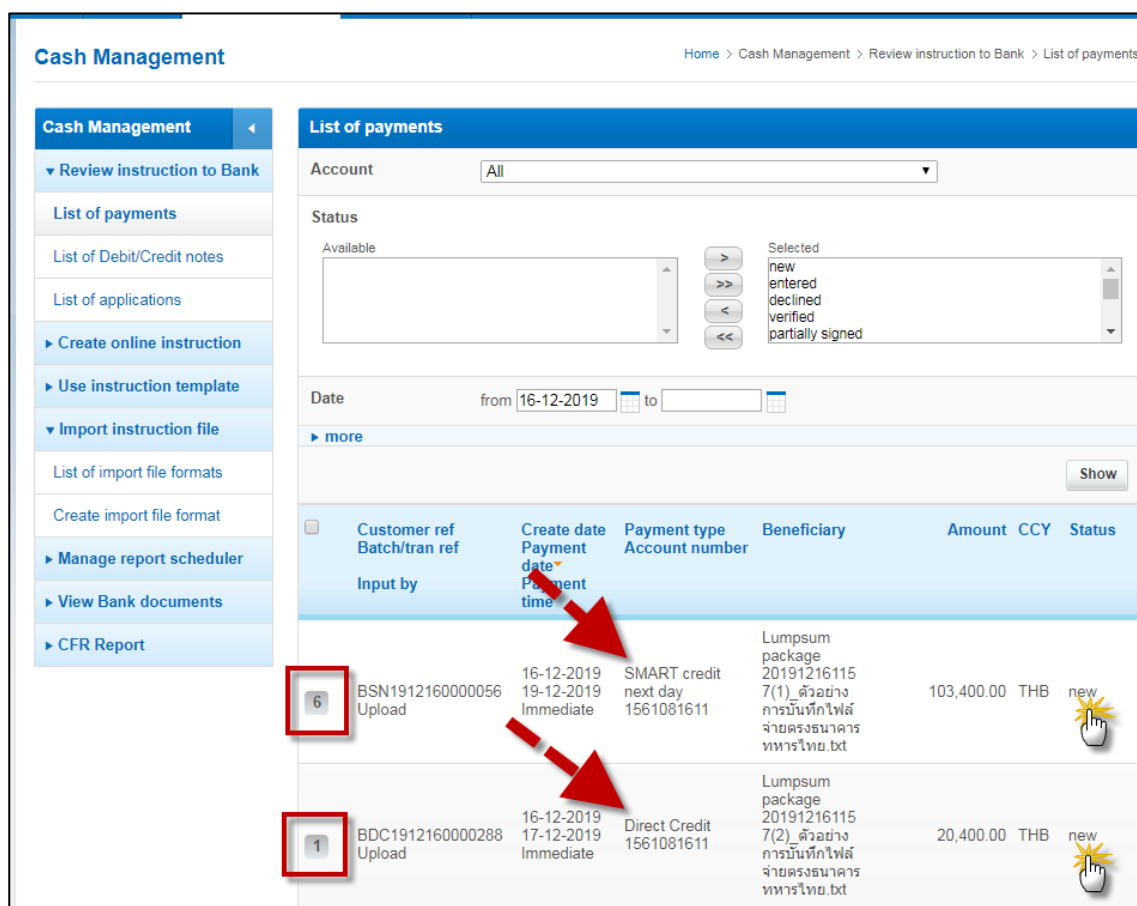 Cash Management
Home > Cash Management > Review instruction to Bank > List of payments
Cash Management
Review instruction to Bank
List of payments
List of Debit/Credit notes
List of applications
Create online instruction
Use instruction template
Import instruction file
List of import file formats
Create import file format
Manage report scheduler
View Bank documents
CFR Report
List of payments
Account
All
Status
Available
>
>>
<
<<
Selected
new
entered
declined
verified
partially signed
Date
from 16-12-2019 to
more
Show
Customer ref
Batch/tran ref
Input by
Create date
Payment
date
Payment
time
Payment type
Account number
Beneficiary
Amount
CCY
Status
6
BSN1912160000056
Upload
16-12-2019
19-12-2019
Immediate
SMART credit
next day
1561081611
Lumpsum
package
20191216115
7(1)_ตัวอย่าง
การบันทึกไฟล์
จ่ายตรงธนาคาร
ทหารไทย.txt
103,400.00
THB
new
1
BDC1912160000288
Upload
16-12-2019
17-12-2019
Immediate
Direct Credit
1561081611
Lumpsum
package
20191216115
7(2)_ตัวอย่าง
การบันทึกไฟล์
จ่ายตรงธนาคาร
ทหารไทย.txt
20,400.00
THB
new